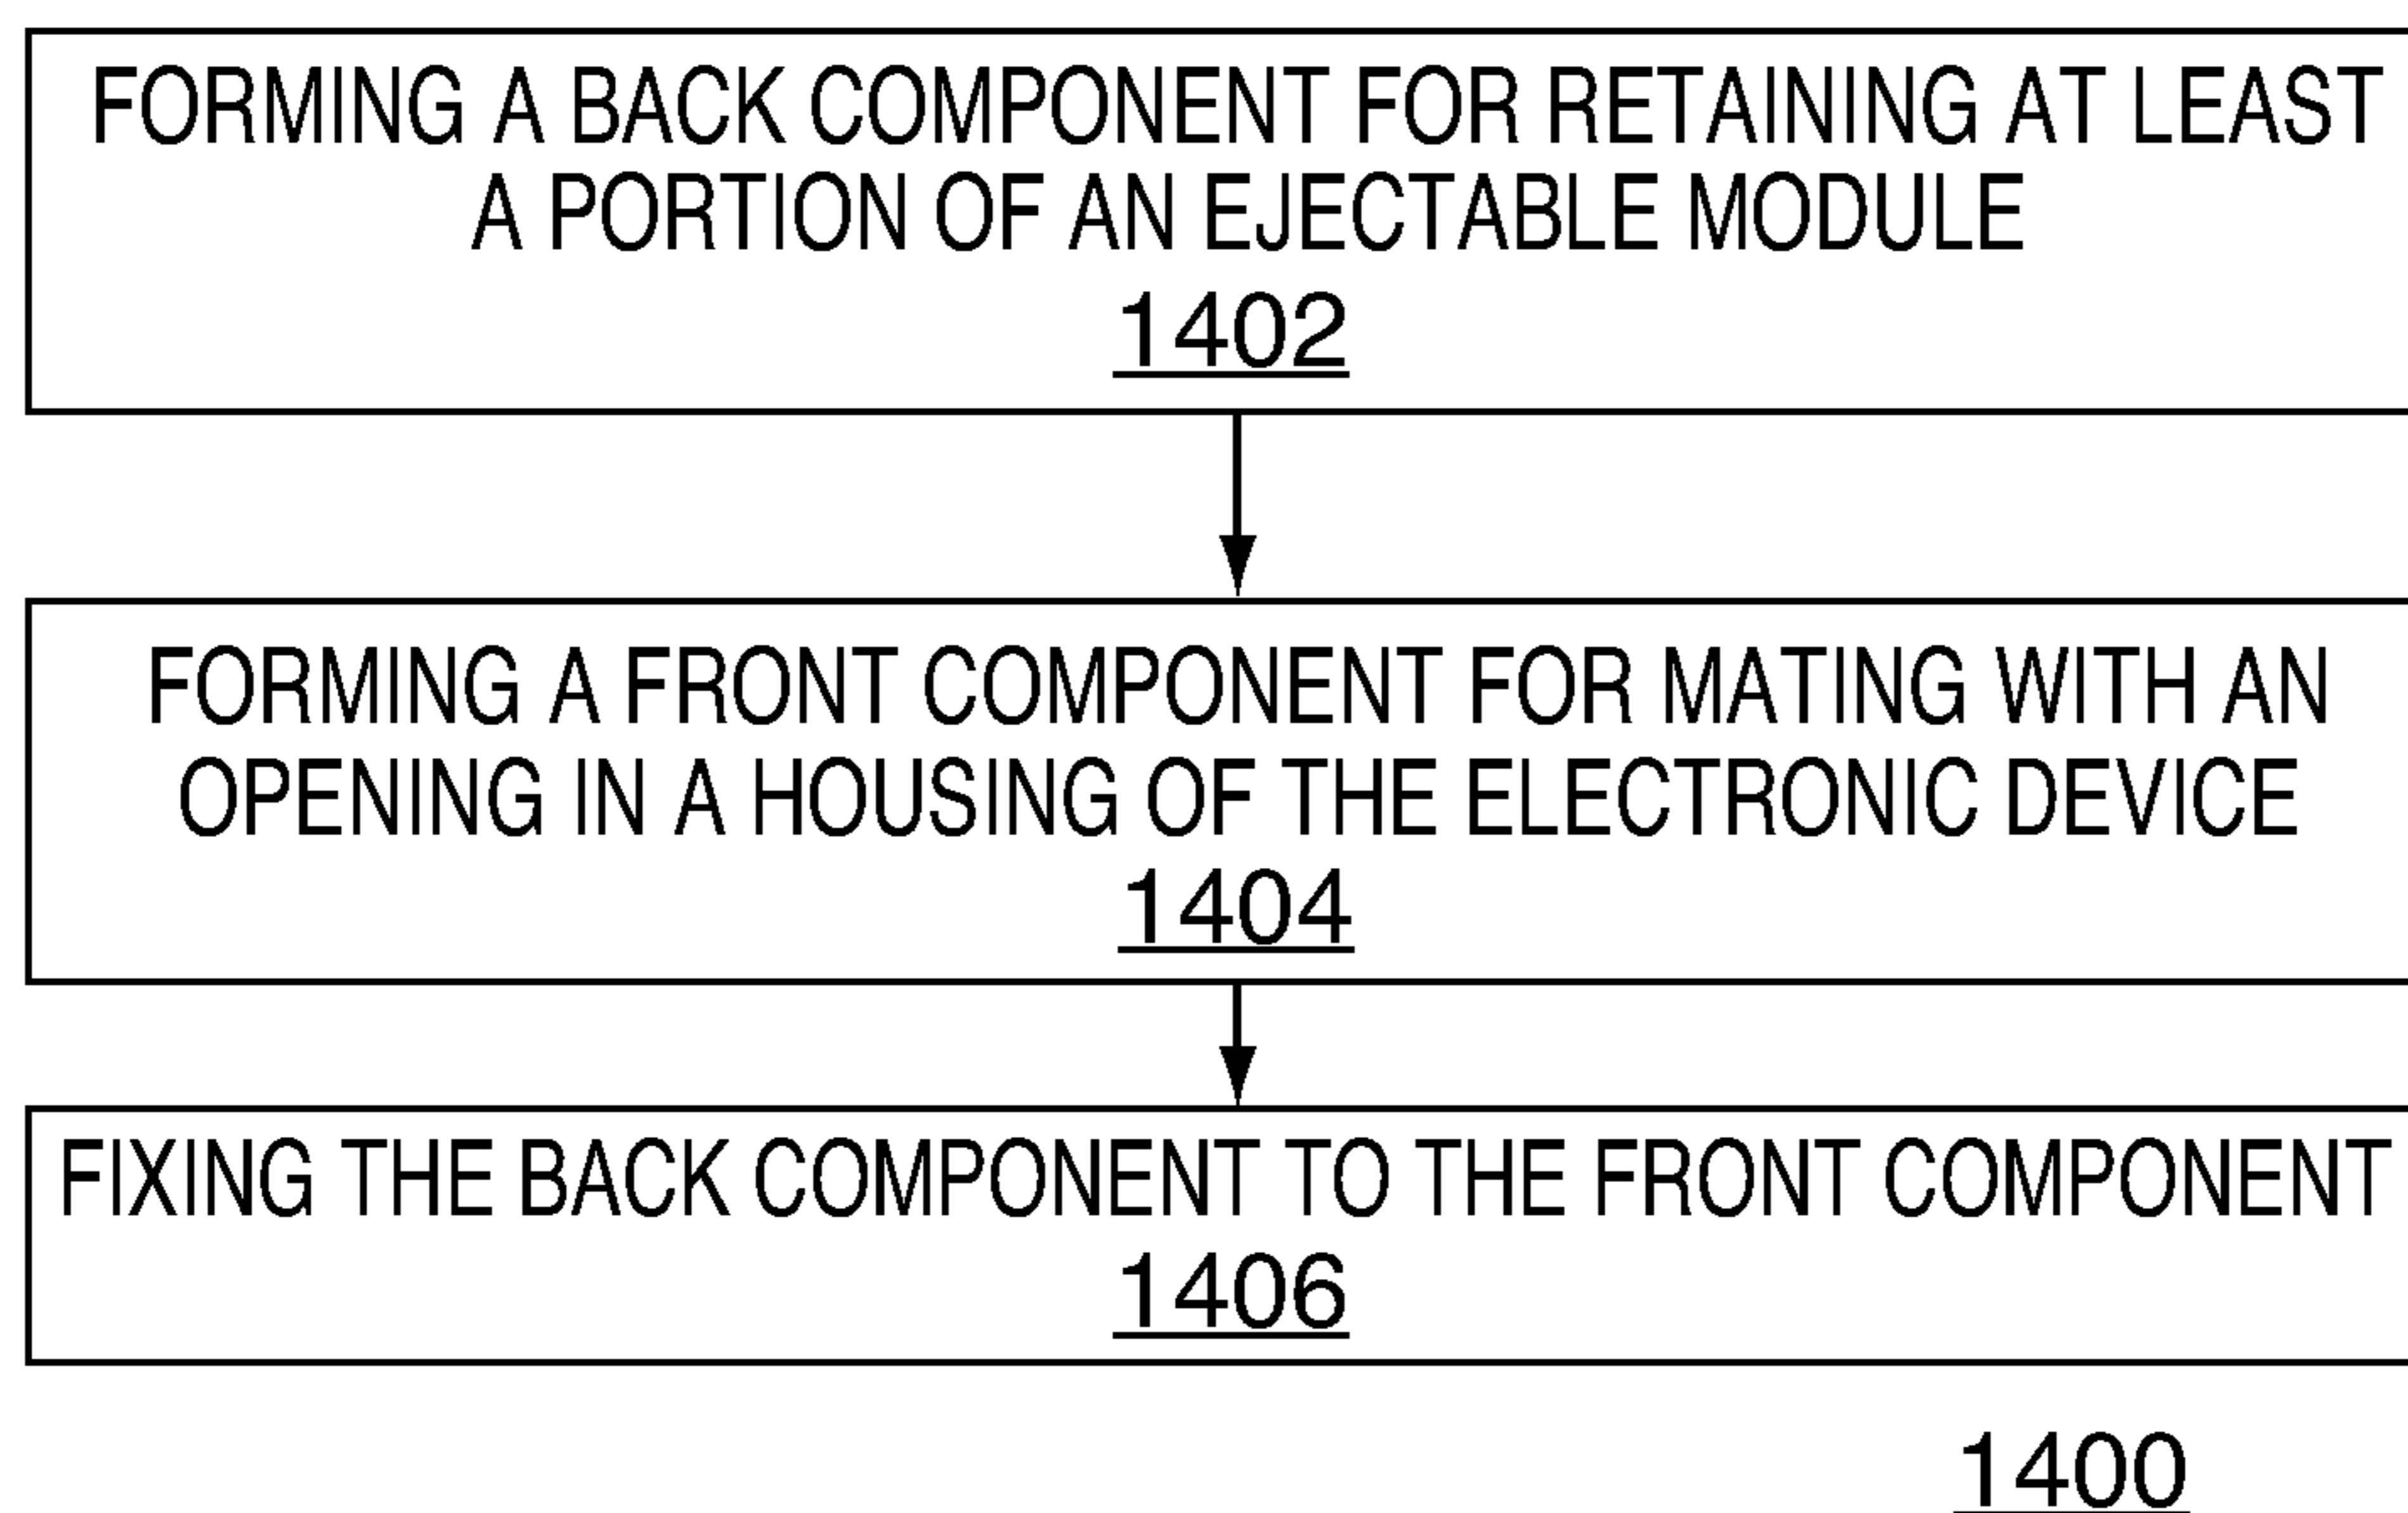 FORMING A BACK COMPONENT FOR RETAINING AT LEAST
A PORTION OF AN EJECTABLE MODULE
1402
FORMING A FRONT COMPONENT FOR MATING WITH AN
OPENING IN A HOUSING OF THE ELECTRONIC DEVICE
1404
FIXING THE BACK COMPONENT TO THE FRONT COMPONENT
1406
1400